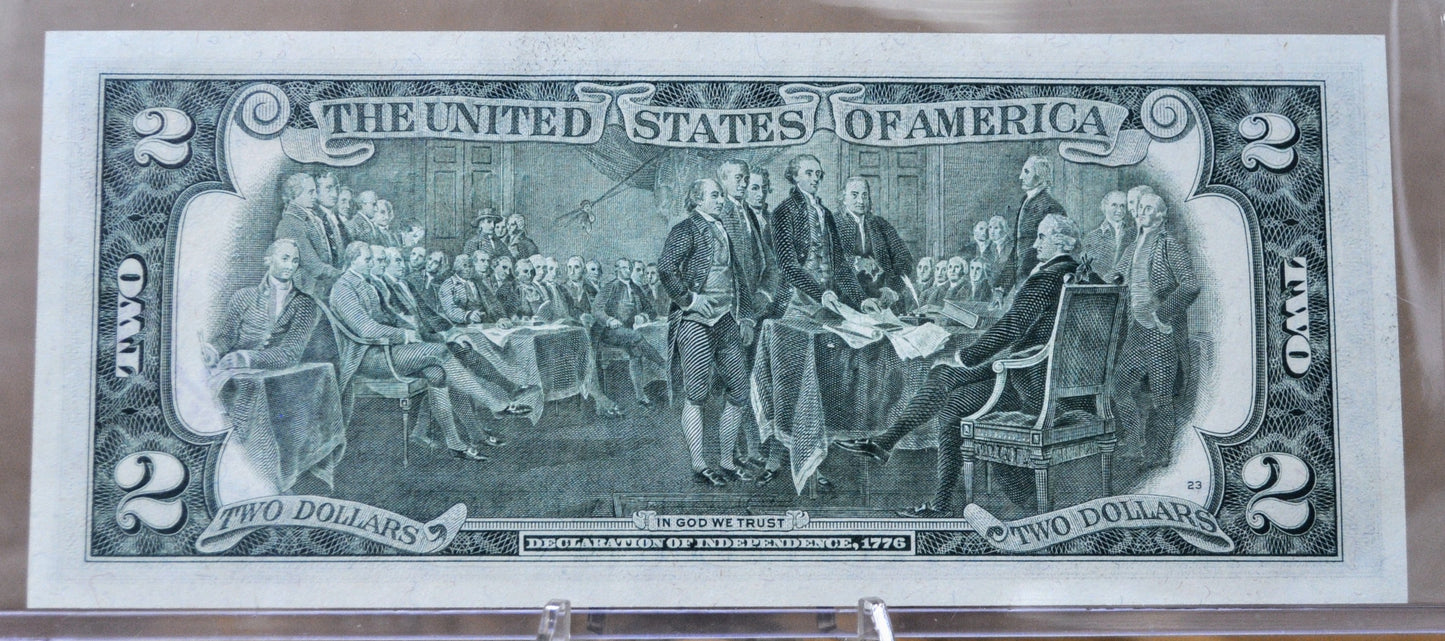 THE UNITED STATES OF AMERICA
2
2
TWO
TWO
2
2
23
TWO DOLLARS
IN GOD WE TRUST
TWO DOLLARS
DECLARATION OF INDEPENDENCE, 1776